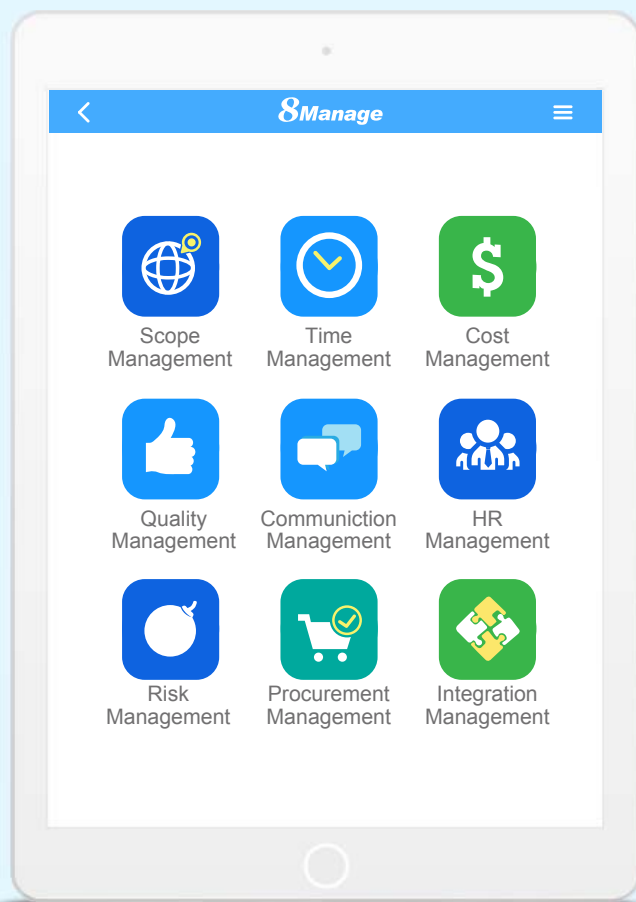 8Manage
Scope
Management
Time
Management
Cost
Management
Quality
Management
Communiction
Management
HR
Management
Risk
Management
Procurement
Management
Integration
Management